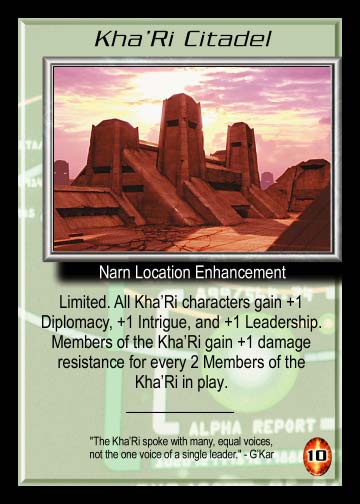 Kha'Ri Citadel
Narn Location Enhancement
Limited. All Kha'Ri characters gain +1
Diplomacy, +1 Intrigue, and +1 Leadership.
Members of the Kha'Ri gain +1 damage
resistance for every 2 Members of the
Kha'Ri in play.
ALPHA REPORT
"The Kha'Ri spoke with many, equal voices,
not the one voice of a single leader." - G'Kar
10